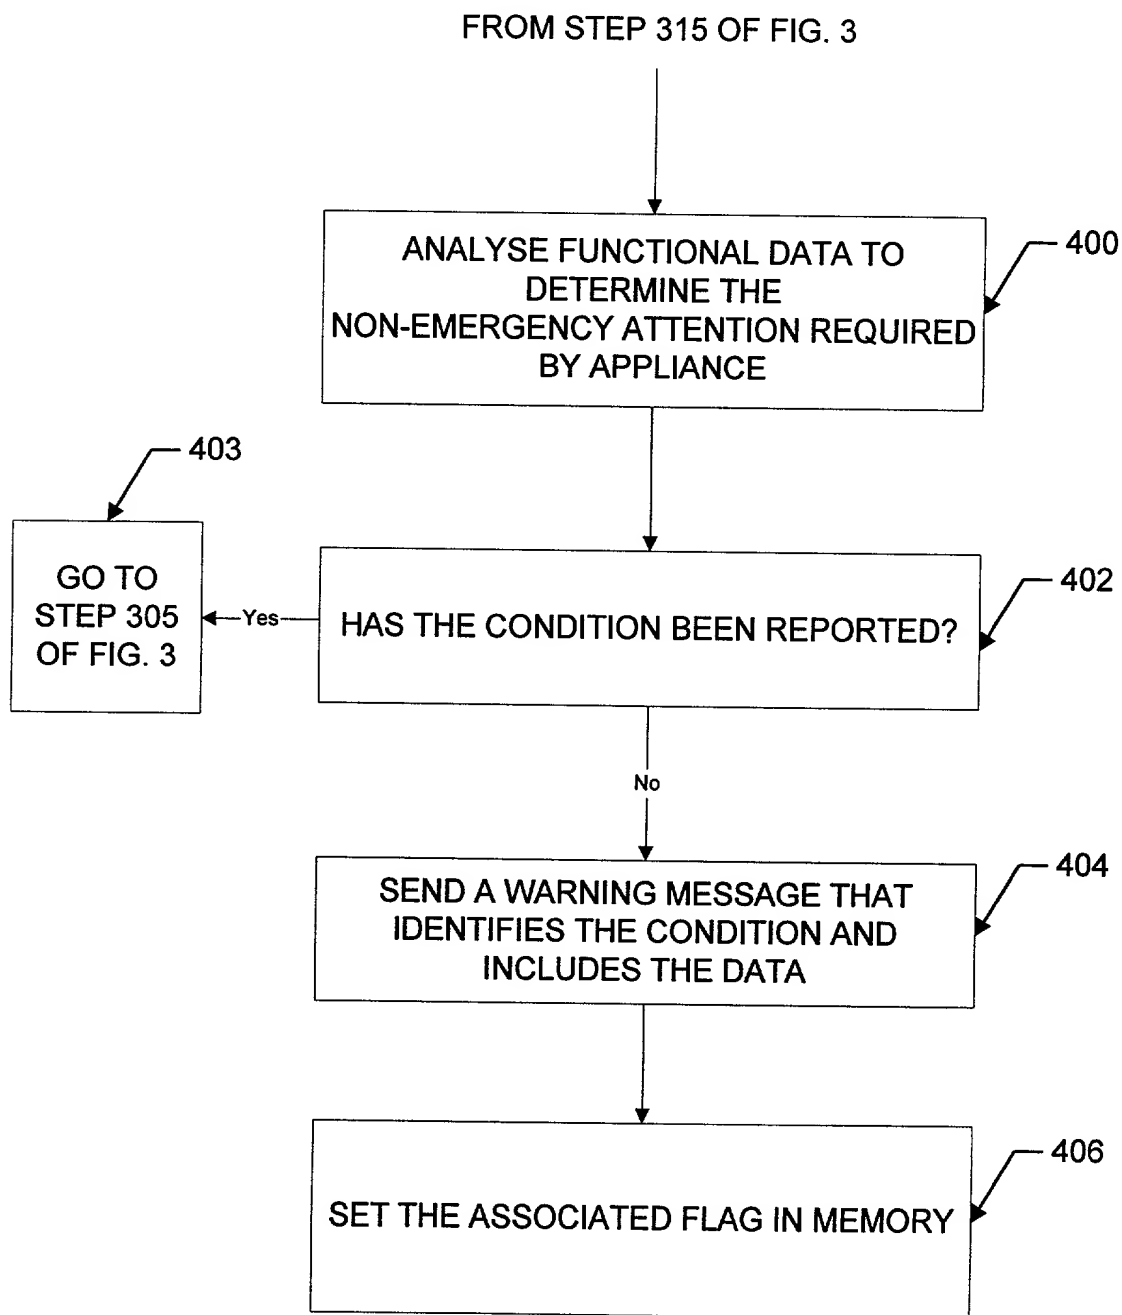 FROM STEP 315 OF FIG. 3
ANALYSE FUNCTIONAL DATA TO
DETERMINE THE
NON-EMERGENCY ATTENTION REQUIRED
BY APPLIANCE
400
403
GO TO
STEP 305
OF FIG. 3
Yes
HAS THE CONDITION BEEN REPORTED?
402
No
SEND A WARNING MESSAGE THAT
IDENTIFIES THE CONDITION AND
INCLUDES THE DATA
404
SET THE ASSOCIATED FLAG IN MEMORY
406